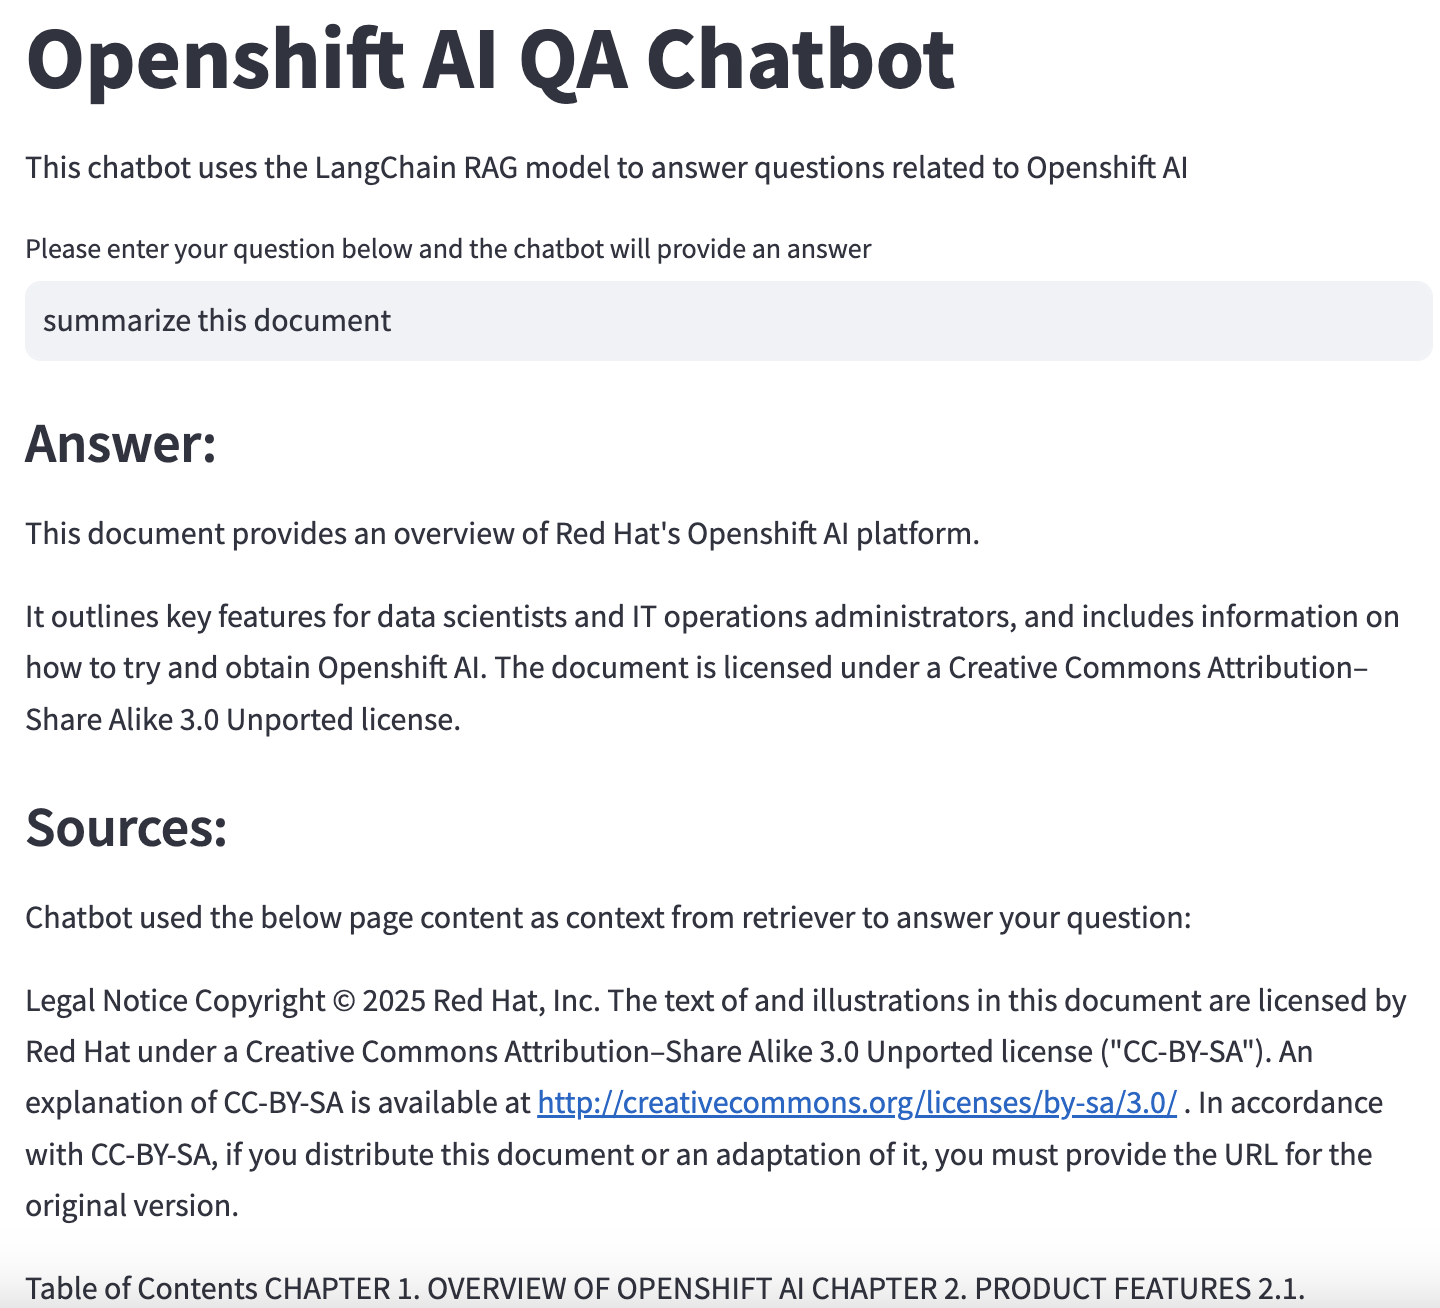 Openshift AI QA Chatbot
This chatbot uses the LangChain RAG model to answer questions related to Openshift AI
Please enter your question below and the chatbot will provide an answer
summarize this document
Answer:
This document provides an overview of Red Hat's Openshift AI platform.
It outlines key features for data scientists and IT operations administrators, and includes information on
how to try and obtain Openshift AI. The document is licensed under a Creative Commons Attribution–
Share Alike 3.0 Unported license.
Sources:
Chatbot used the below page content as context from retriever to answer your question:
Legal Notice Copyright © 2025 Red Hat, Inc. The text of and illustrations in this document are licensed by
Red Hat under a Creative Commons Attribution–Share Alike 3.0 Unported license ("CC-BY-SA"). An
explanation of CC-BY-SA is available at http://creativecommons.org/licenses/by-sa/3.0/ . In accordance
with CC-BY-SA, if you distribute this document or an adaptation of it, you must provide the URL for the
original version.
Table of Contents CHAPTER 1. OVERVIEW OF OPENSHIFT AI CHAPTER 2. PRODUCT FEATURES 2.1.